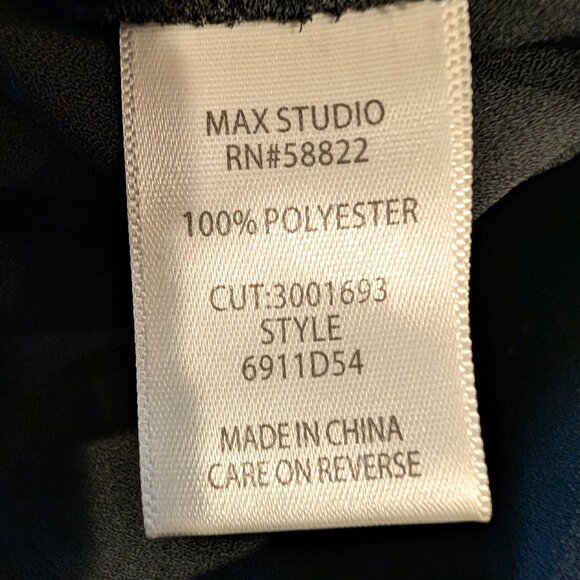 MAX STUDIO
RN#58822
100% POLYESTER
CUT:3001693
STYLE
6911D54
MADE IN CHINA
CARE ON REVERSE